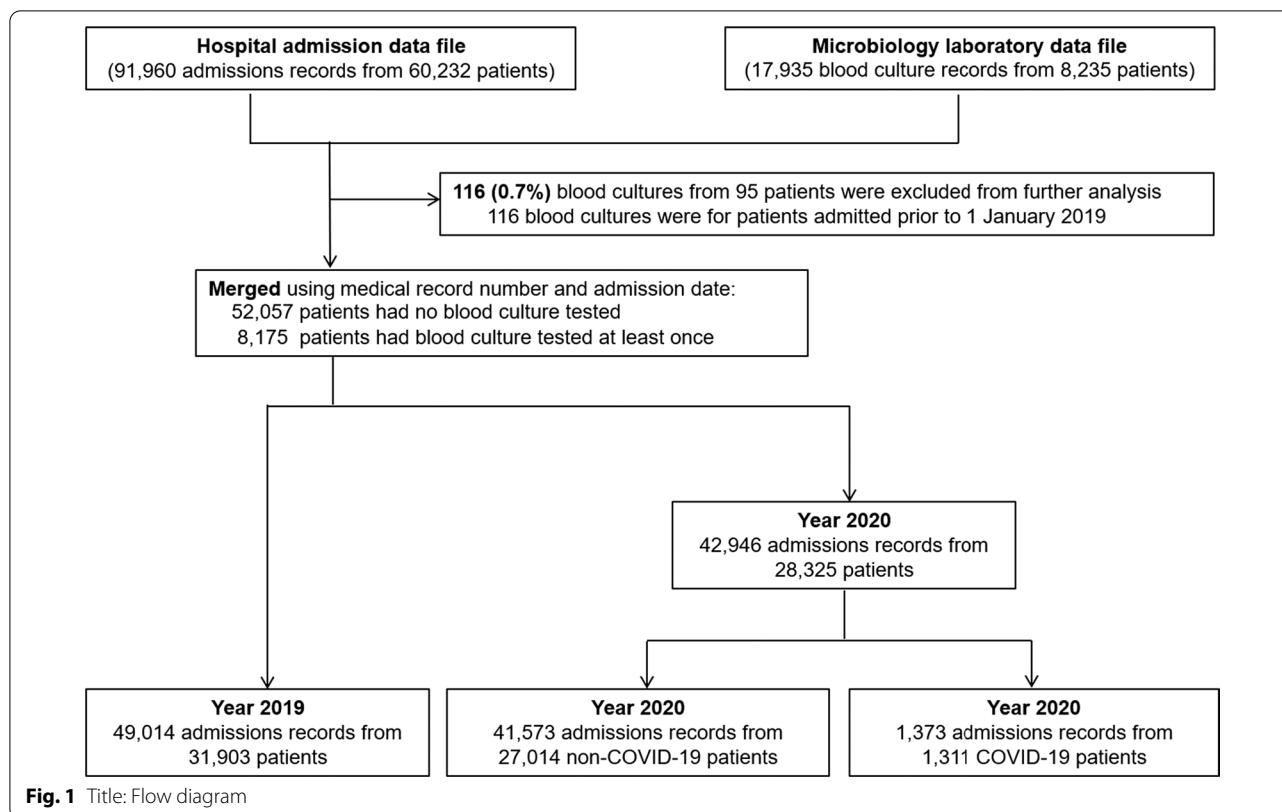 Hospital admission data file
(91,960 admissions records from 60,232 patients)
Microbiology laboratory data file
(17,935 blood culture records from 8,235 patients)
116 (0.7%) blood cultures from 95 patients were excluded from further analysis
116 blood cultures were for patients admitted prior to 1 January 2019
Merged using medical record number and admission date:
52,057 patients had no blood culture tested
8,175 patients had blood culture tested at least once
Year 2020
42,946 admissions records from
28,325 patients
Year 2019
49,014 admissions records from
31,903 patients
Year 2020
41,573 admissions records from
27,014 non-COVID-19 patients
Year 2020
1,373 admissions records from
1,311 COVID-19 patients
Fig. 1 Title: Flow diagram